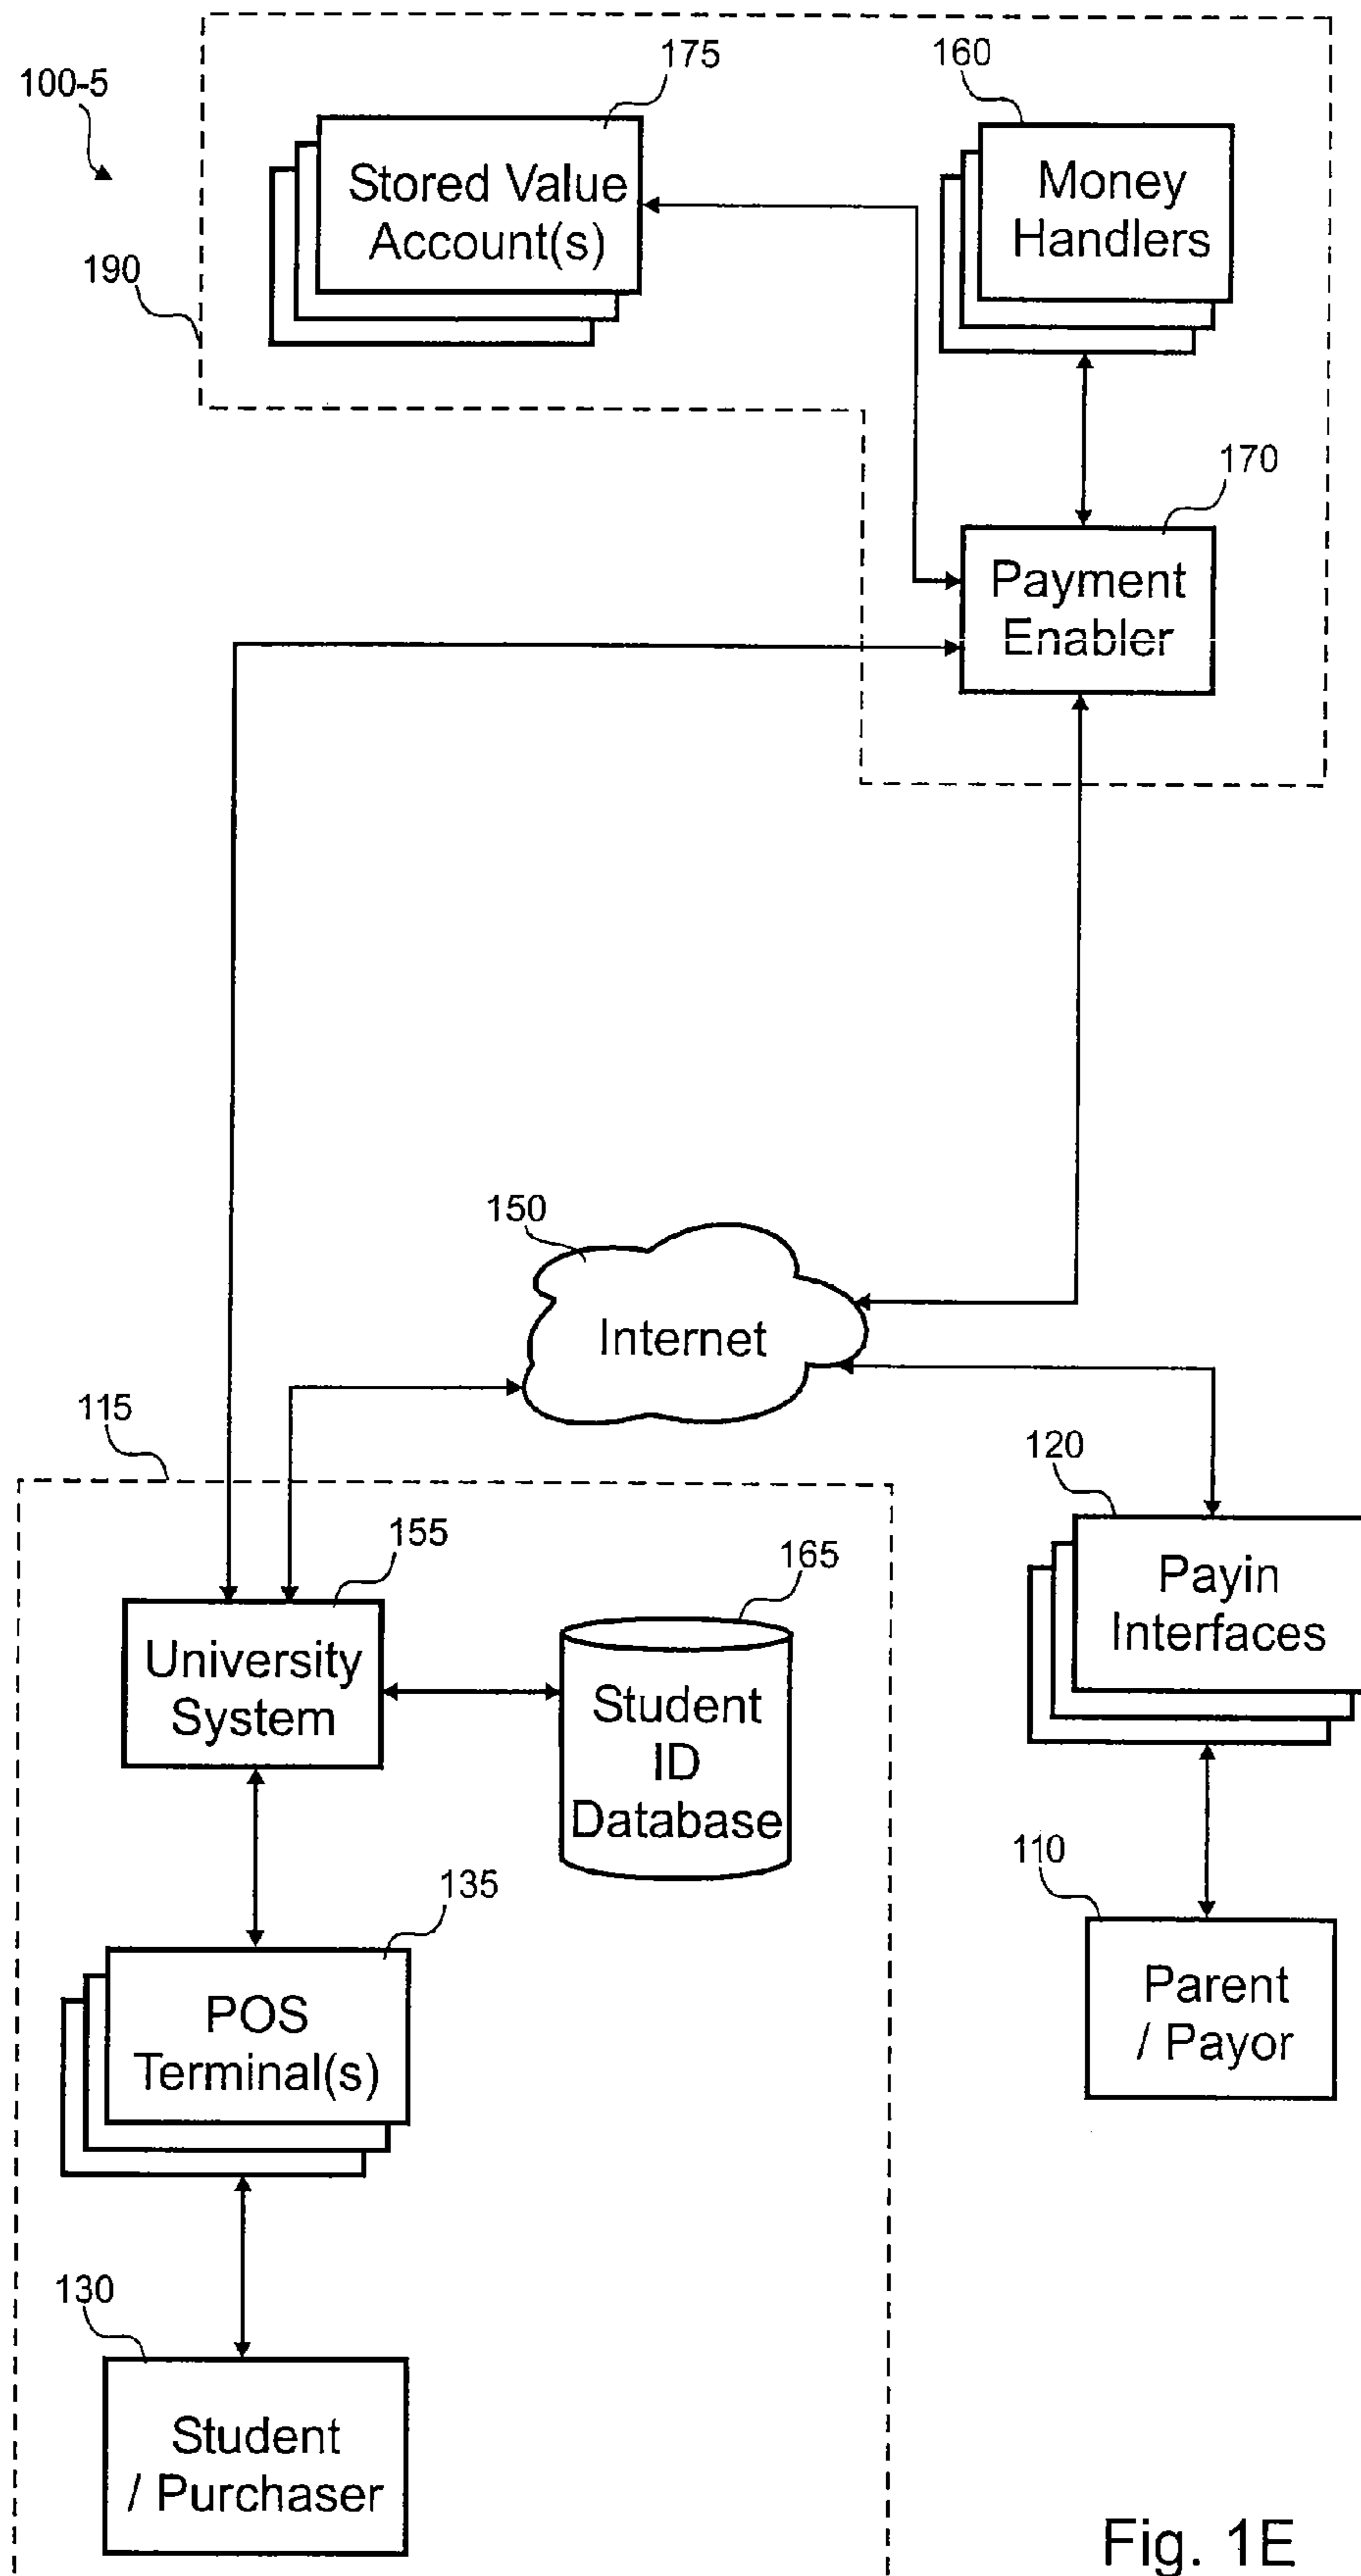 100-5
175
160
Stored Value
Account(s)
Money
Handlers
190
170
Payment
Enabler
150
Internet
115
120
155
165
Payin
Interfaces
University
System
Student
ID
Database
110
135
Parent
/ Payor
POS
Terminal(s)
130
Student
/ Purchaser
Fig. 1E